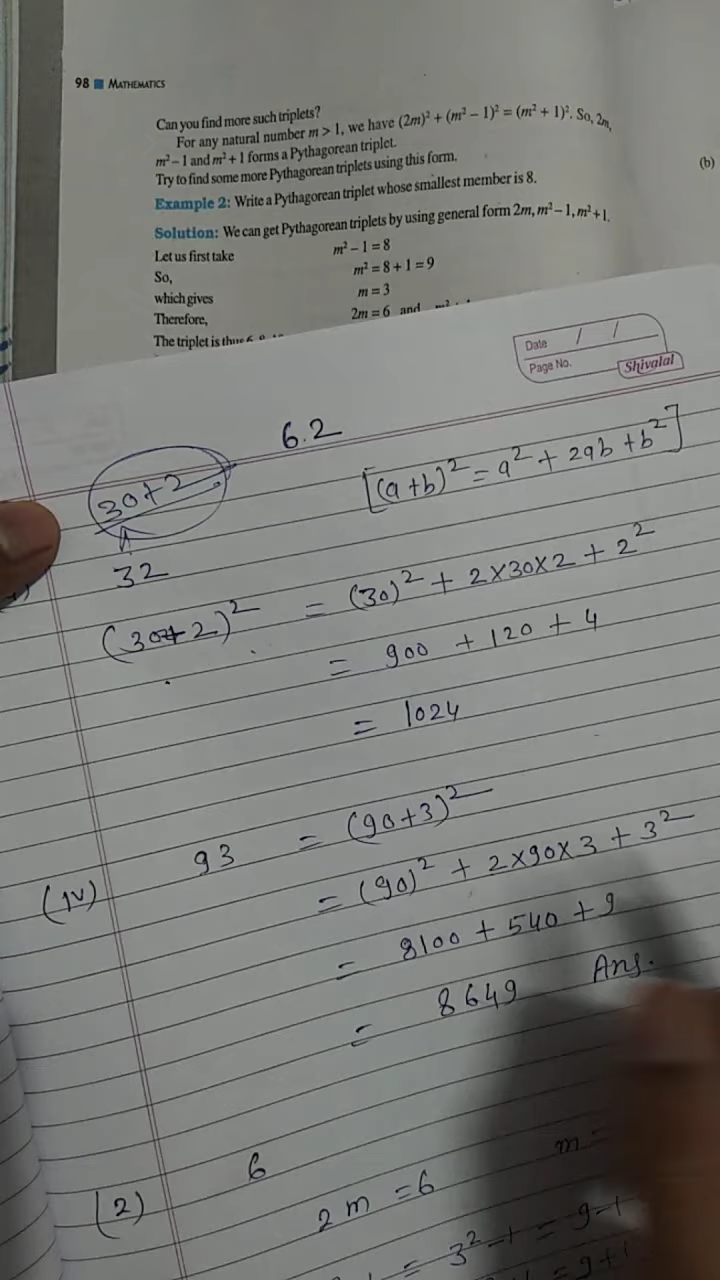 98 MATHEMATICS
Can you find more such triplets?
For any natural number m > 1, we have (2m)² + (m² – 1)² = (m² + 1)². So, 2m,
m² – 1 and m² + 1 forms a Pythagorean triplet.
Try to find some more Pythagorean triplets using this form.
(b)
Example 2: Write a Pythagorean triplet whose smallest member is 8.
Solution: We can get Pythagorean triplets by using general form 2m, m² – 1, m² + 1.
Let us first take m² – 1 = 8
So, m² = 8 + 1 = 9
which gives m = 3
Therefore, 2m = 6 and
The triplet is thus
Date / /
Page No.
Shivalal
6.2
30+2
[(a+b)² = a² + 2ab + b²]
32
(30+2)² = (30)² + 2×30×2 + 2²
= 900 + 120 + 4
= 1024
(iv) 93 = (90+3)²
= (90)² + 2×90×3 + 3²
= 8100 + 540 + 9
= 8649 Ans.
(2) 6
2m = 6 m =
= 3² – 1 = 9 – 1
= 9 + 1